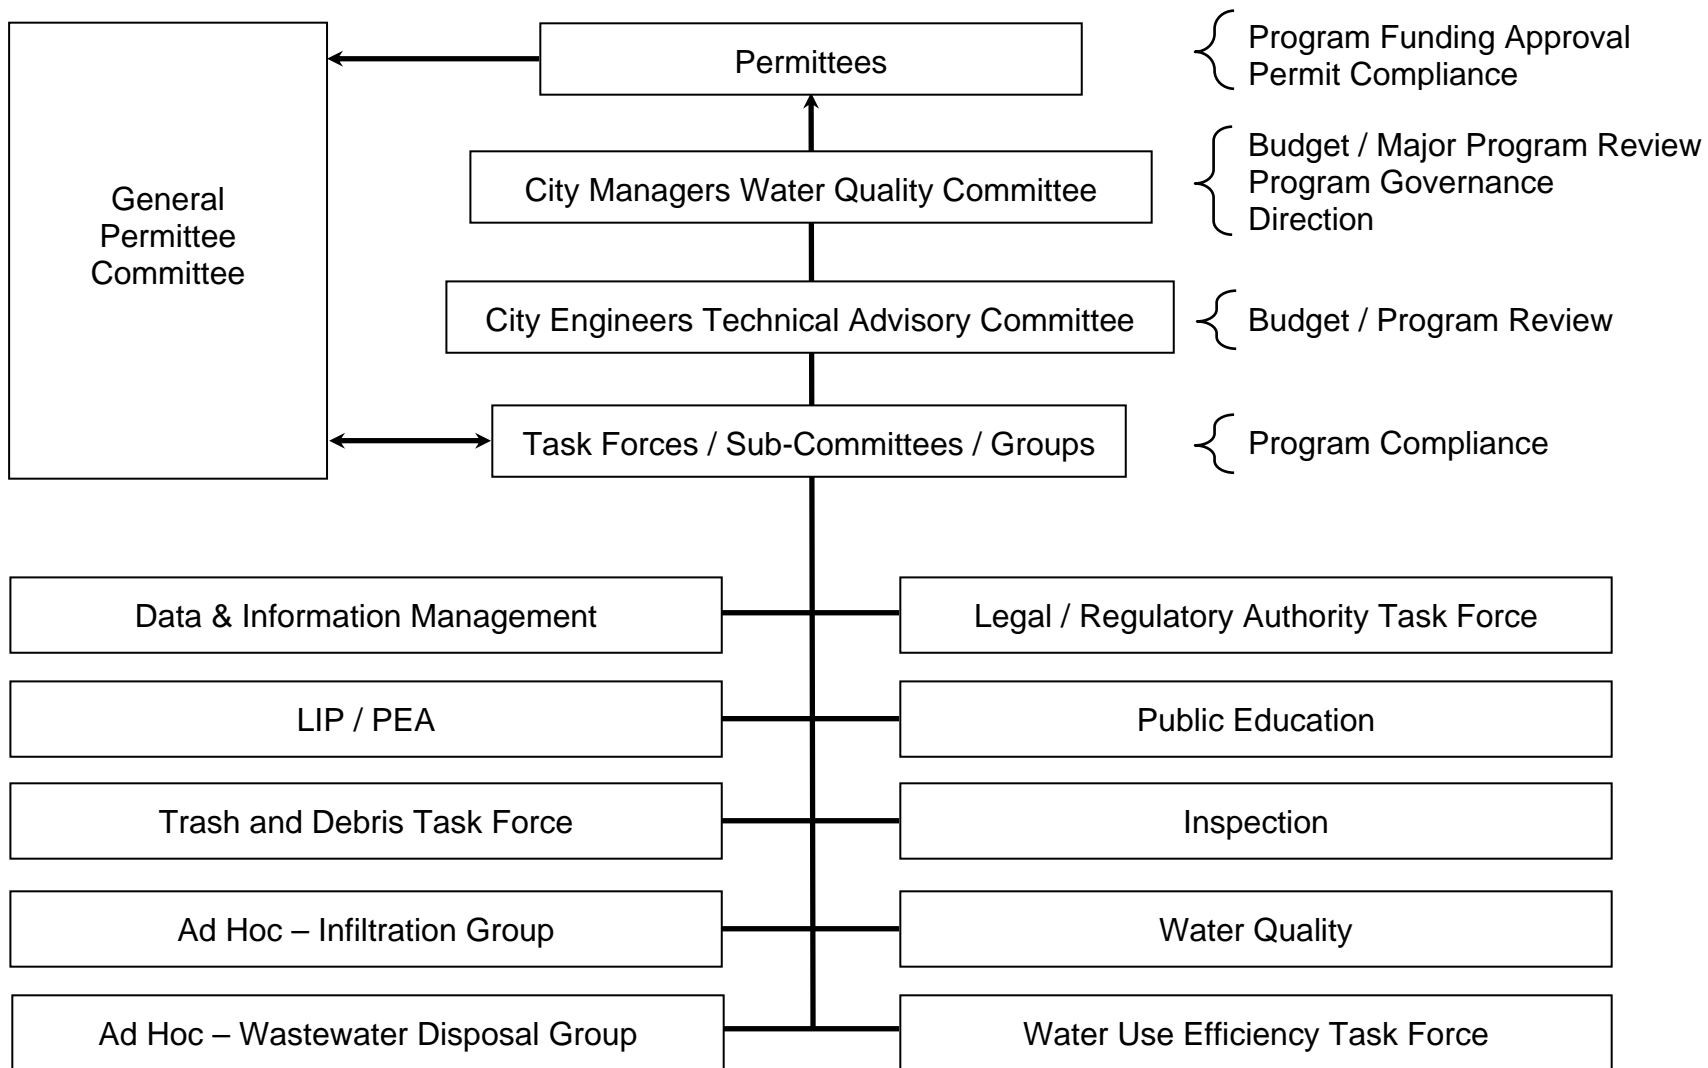 Permittees
Program Funding Approval
Permit Compliance
General
Permittee
Committee
City Managers Water Quality Committee
Budget / Major Program Review
Program Governance
Direction
City Engineers Technical Advisory Committee
Budget / Program Review
Task Forces / Sub-Committees / Groups
Program Compliance
Data & Information Management
Legal / Regulatory Authority Task Force
LIP / PEA
Public Education
Trash and Debris Task Force
Inspection
Ad Hoc – Infiltration Group
Water Quality
Ad Hoc – Wastewater Disposal Group
Water Use Efficiency Task Force